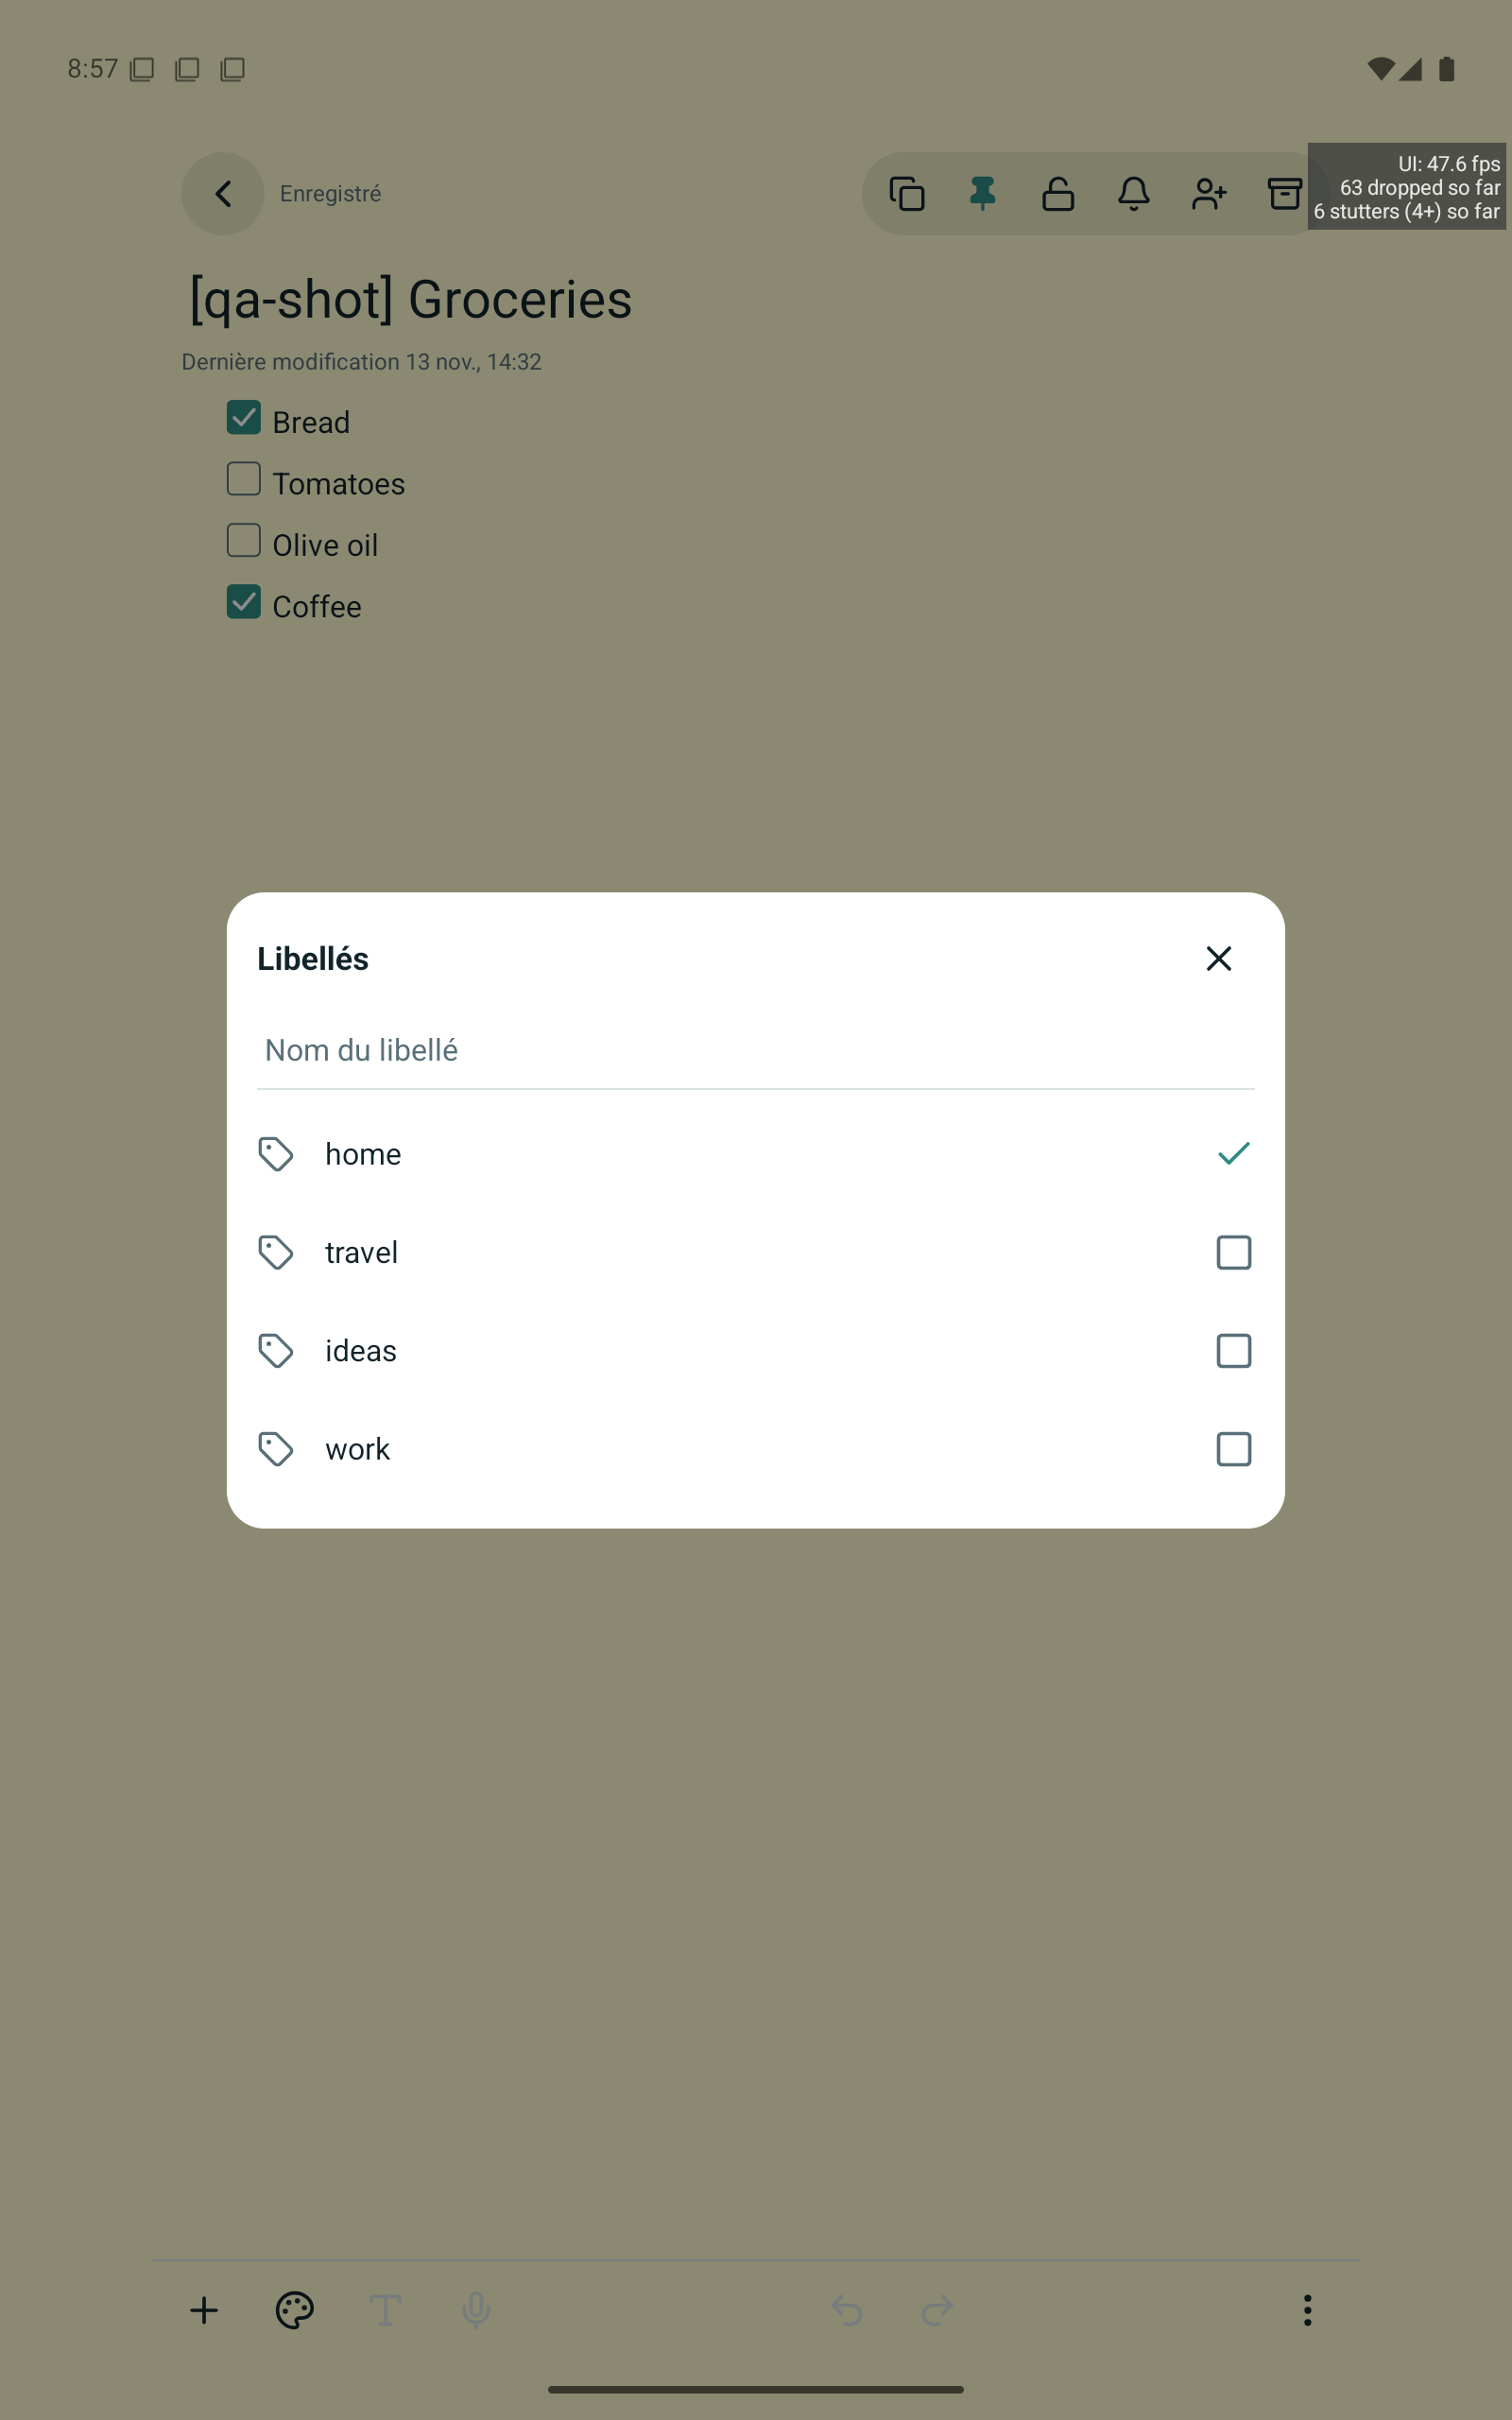 8:57
Enregistré
UI: 47.6 fps
63 dropped so far
6 stutters (4+) so far
[qa-shot] Groceries
Dernière modification 13 nov., 14:32
Bread
Tomatoes
Olive oil
Coffee
Libellés
Nom du libellé
home
travel
ideas
work